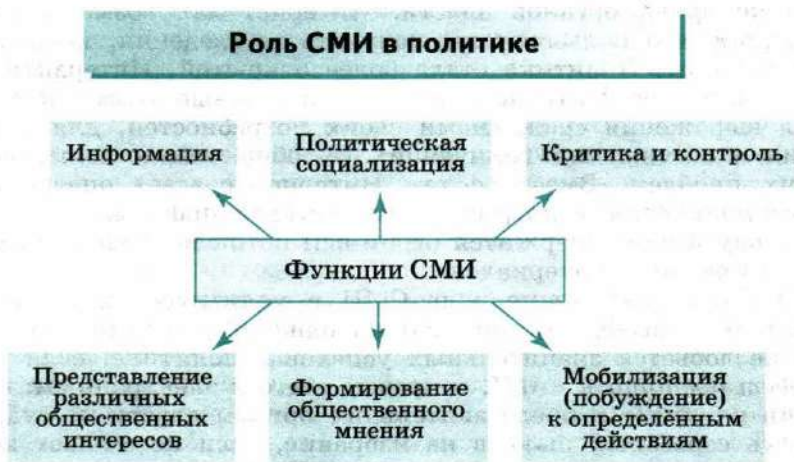 Роль СМИ в политике
Информация
Политическая
социализация
Критика и контроль
Функции СМИ
Представление
различных
общественных
интересов
Формирование
общественного
мнения
Мобилизация
(побуждение)
к определённым
действиям